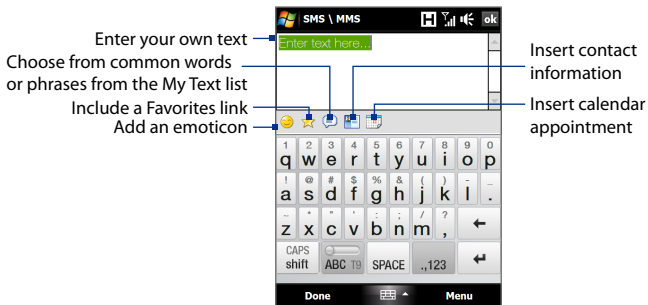 SMS \ MMS H ok
Enter your own text
Enter text here...
Choose from common words
or phrases from the My Text list
Include a Favorites link
Add an emoticon
Insert contact
information
Insert calendar
appointment
1 2 3 4 5 6 7 8 9 0
q w e r t y u i o p
! @ # $ % & ( ) - _
a s d f g h j k l .
~ " ° ' : ; / ?
z x c v b n m , ←
CAPS
shift ABC T9 SPACE .,123 ↵
Done Menu